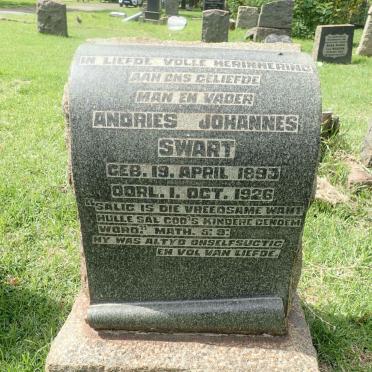 IN LIEFDE VOLLE HERINNERING
AAN ONS GELIEFDE
MAN EN VADER
ANDRIES JOHANNES
SWART
GEB. 19. APRIL 1893
OORL. 1. OCT. 1926
"SALIG IS DIE VREEDSAME WANT
HULLE SAL GOD'S KINDERE GENOEM
WORD." MATH. 5: 9.
HY WAS ALTYD ONSELFSUGTIG
EN VOL VAN LIEFDE.